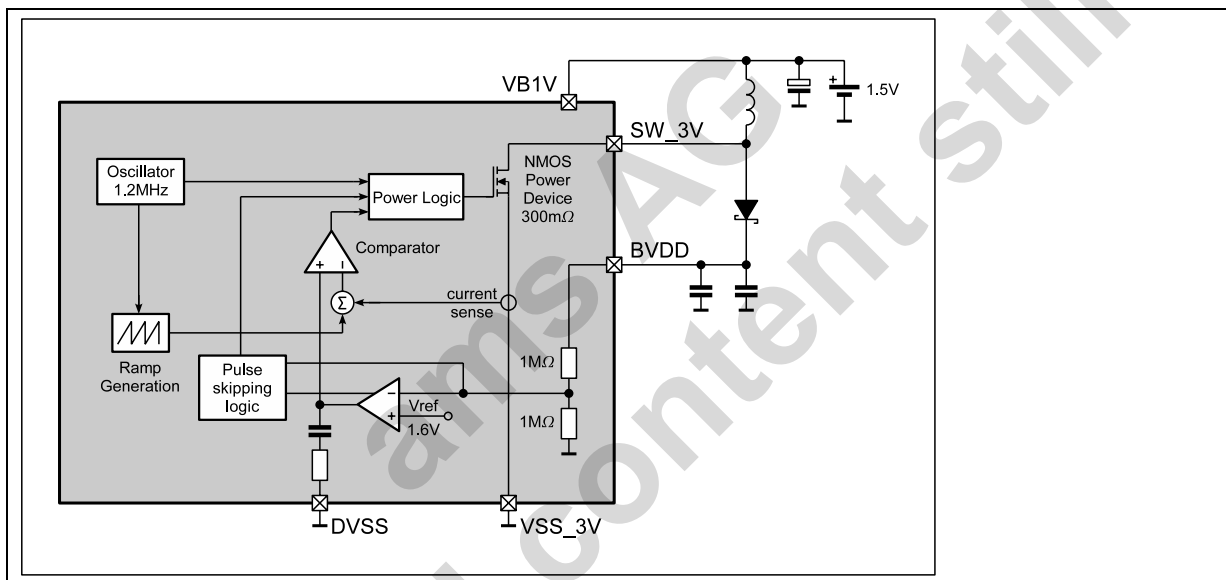 VB1V
1.5V
SW_3V
Oscillator
1.2MHz
NMOS
Power
Device
300mΩ
Power Logic
Comparator
BVDD
+ −
Σ
current
sense
Ramp
Generation
Pulse
skipping
logic
1MΩ
−
Vref
+
1.6V
1MΩ
DVSS
VSS_3V
+
ams AG
content still